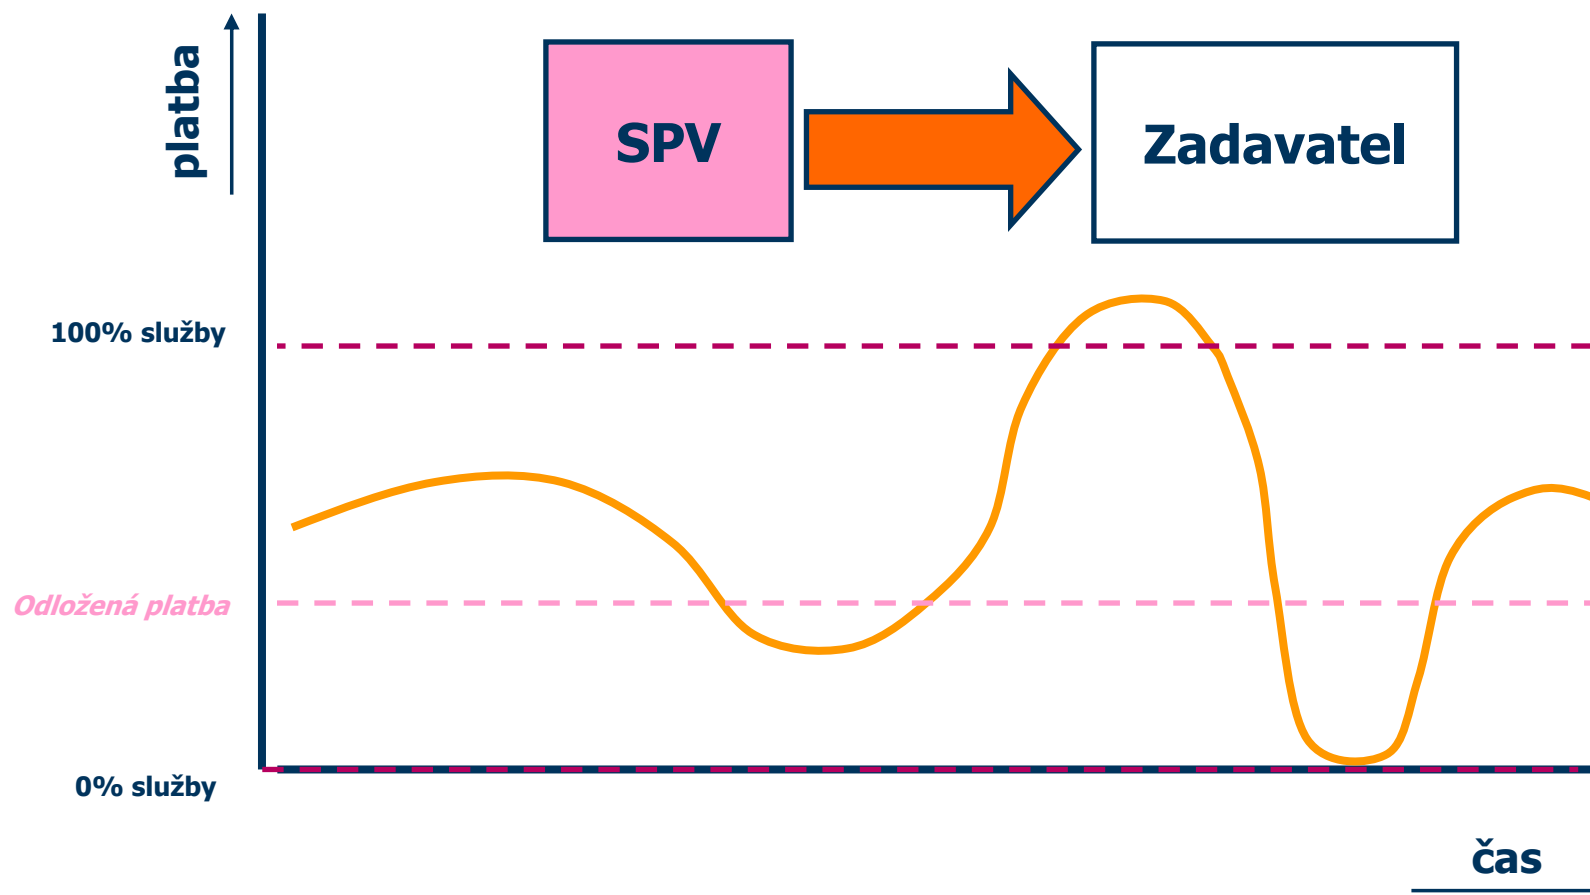 platba
SPV
Zadavatel
100% služby
Odložená platba
0% služby
čas